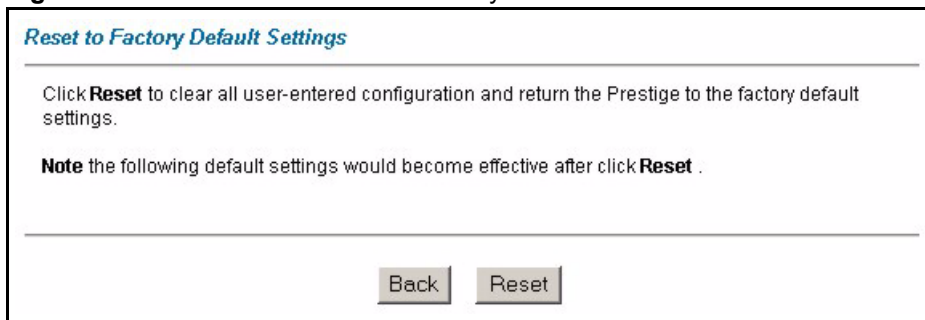 Reset to Factory Default Settings
Click Reset to clear all user-entered configuration and return the Prestige to the factory default
settings.
Note the following default settings would become effective after click Reset .
Back Reset